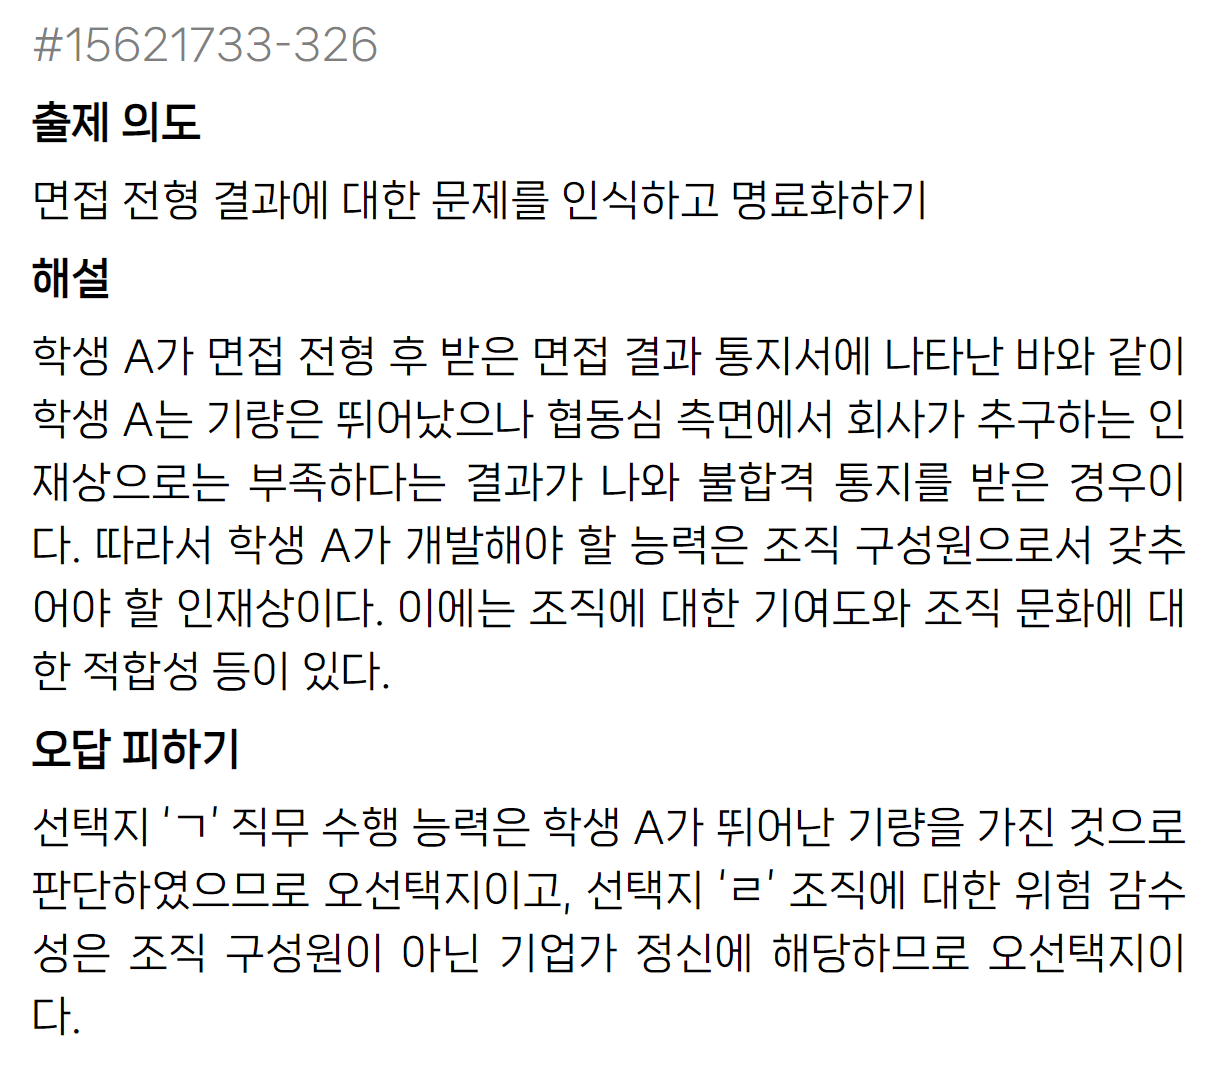 #15621733-326
출제 의도
면접 전형 결과에 대한 문제를 인식하고 명료화하기
해설
학생 A가 면접 전형 후 받은 면접 결과 통지서에 나타난 바와 같이
학생 A는 기량은 뛰어났으나 협동심 측면에서 회사가 추구하는 인
재상으로는 부족하다는 결과가 나와 불합격 통지를 받은 경우이
다. 따라서 학생 A가 개발해야 할 능력은 조직 구성원으로서 갖추
어야 할 인재상이다. 이에는 조직에 대한 기여도와 조직 문화에 대
한 적합성 등이 있다.
오답 피하기
선택지 ‘ㄱ’ 직무 수행 능력은 학생 A가 뛰어난 기량을 가진 것으로
판단하였으므로 오선택지이고, 선택지 ‘ㄹ’ 조직에 대한 위험 감수
성은 조직 구성원이 아닌 기업가 정신에 해당하므로 오선택지이
다.